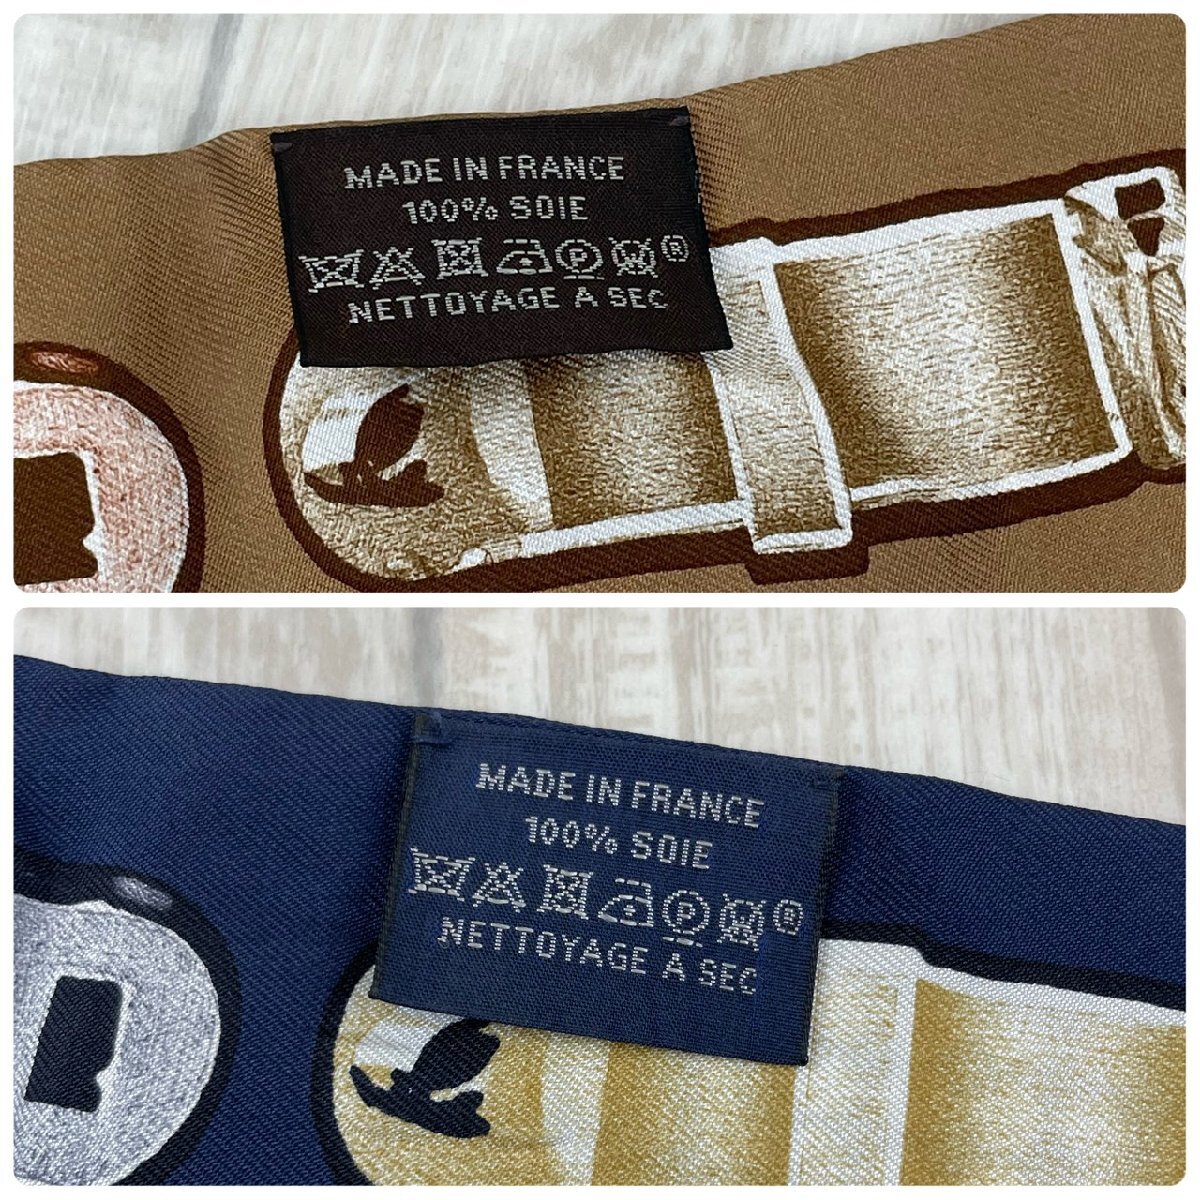 MADE IN FRANCE
100% SOIE
P W ®
NETTOYAGE A SEC
MADE IN FRANCE
100% SOIE
P W ®
NETTOYAGE A SEC